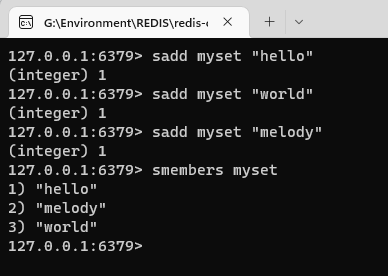 G:\Environment\REDIS\redis-c
127.0.0.1:6379> sadd myset "hello"
(integer) 1
127.0.0.1:6379> sadd myset "world"
(integer) 1
127.0.0.1:6379> sadd myset "melody"
(integer) 1
127.0.0.1:6379> smembers myset
1) "hello"
2) "melody"
3) "world"
127.0.0.1:6379>